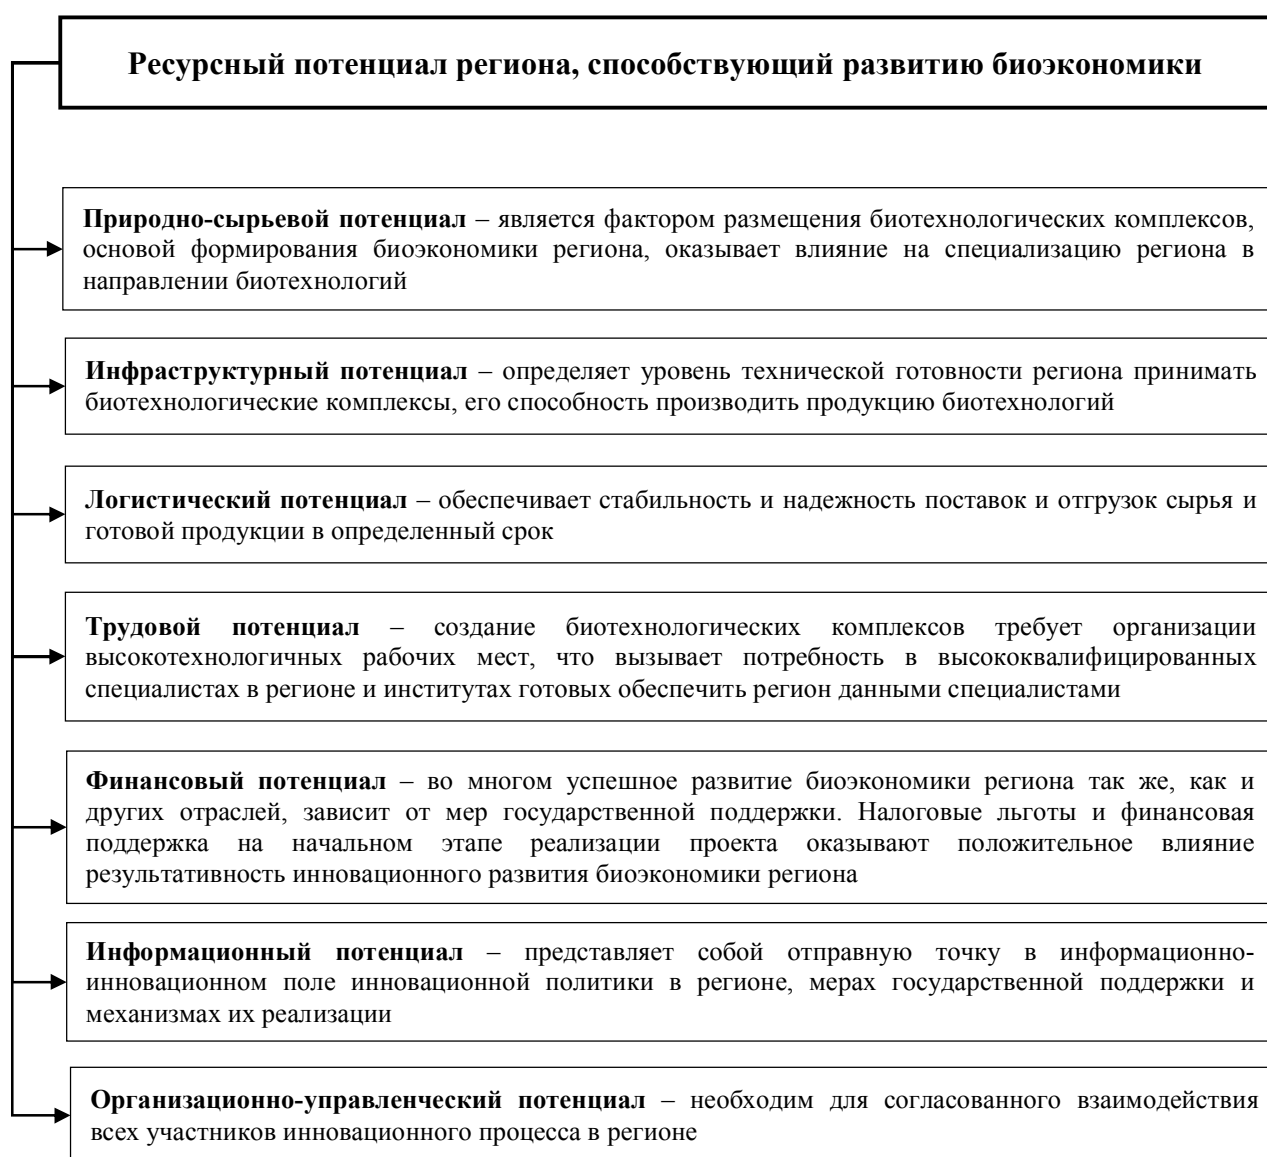 Ресурсный потенциал региона, способствующий развитию биоэкономики
Природно-сырьевой потенциал – является фактором размещения биотехнологических комплексов,
основой формирования биоэкономики региона, оказывает влияние на специализацию региона в
направлении биотехнологий
Инфраструктурный потенциал – определяет уровень технической готовности региона принимать
биотехнологические комплексы, его способность производить продукцию биотехнологий
Логистический потенциал – обеспечивает стабильность и надежность поставок и отгрузок сырья и
готовой продукции в определенный срок
Трудовой потенциал – создание биотехнологических комплексов требует организации
высокотехнологичных рабочих мест, что вызывает потребность в высококвалифицированных
специалистах в регионе и институтах готовых обеспечить регион данными специалистами
Финансовый потенциал – во многом успешное развитие биоэкономики региона так же, как и
других отраслей, зависит от мер государственной поддержки. Налоговые льготы и финансовая
поддержка на начальном этапе реализации проекта оказывают положительное влияние
результативность инновационного развития биоэкономики региона
Информационный потенциал – представляет собой отправную точку в информационно-
инновационном поле инновационной политики в регионе, мерах государственной поддержки и
механизмах их реализации
Организационно-управленческий потенциал – необходим для согласованного взаимодействия
всех участников инновационного процесса в регионе